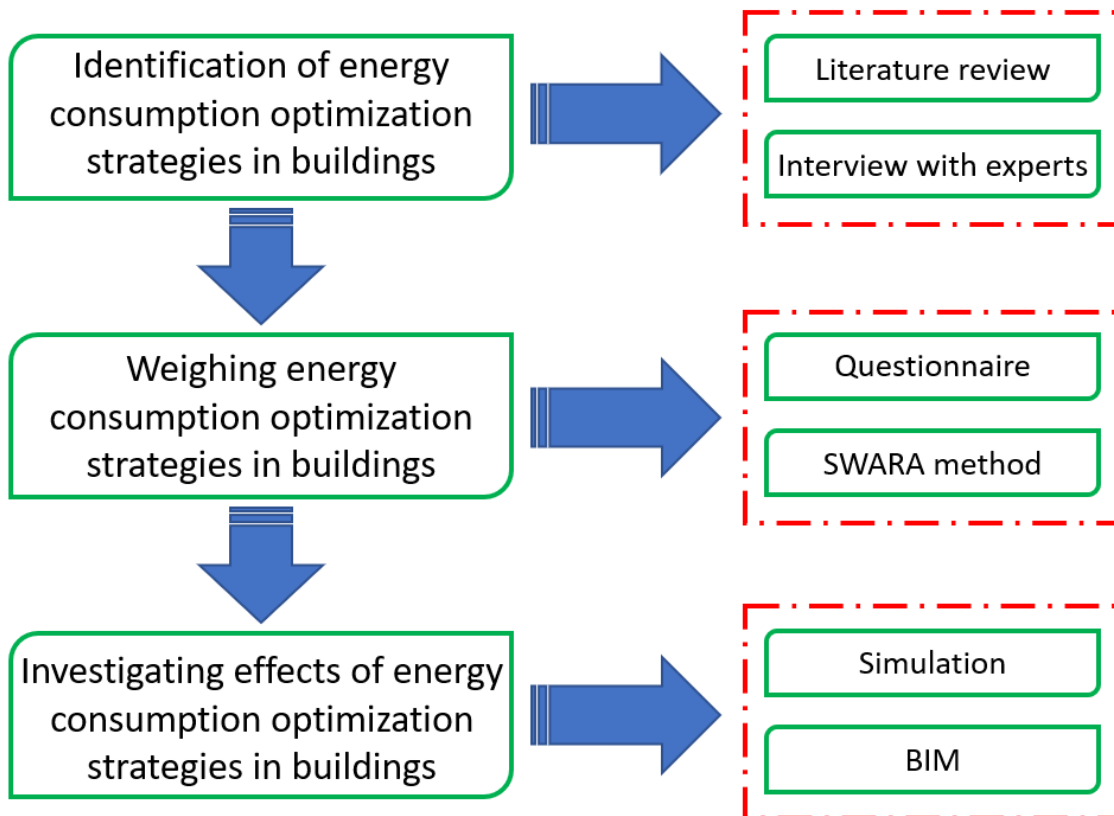 Identification of energy
consumption optimization
strategies in buildings
Literature review
Interview with experts
Weighing energy
consumption optimization
strategies in buildings
Questionnaire
SWARA method
Investigating effects of energy
consumption optimization
strategies in buildings
Simulation
BIM